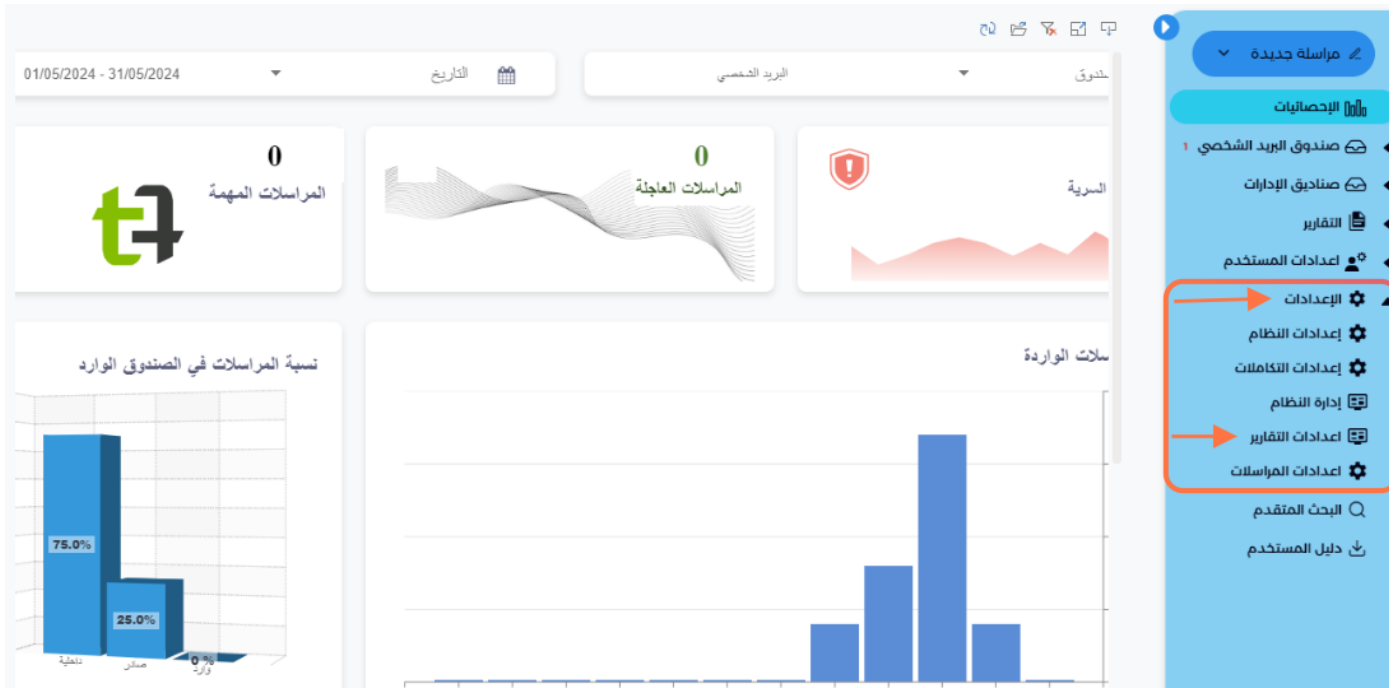 مراسلة جديدة
الإحصائيات
صندوق البريد الشخصي 1
صناديق الإدارات
التقارير
اعدادات المستخدم
الإعدادات
إعدادات النظام
إعدادات التكاملات
إدارة النظام
اعدادات التقارير
اعدادات المراسلات
البحث المتقدم
دليل المستخدم
البريد الشخصي
التاريخ
01/05/2024 - 31/05/2024
السرية
0
المراسلات العاجلة
0
المراسلات المهمة
الواردة
نسبة المراسلات في الصندوق الوارد
75.0%
25.0%
0 %
داخلية
صادر
وارد